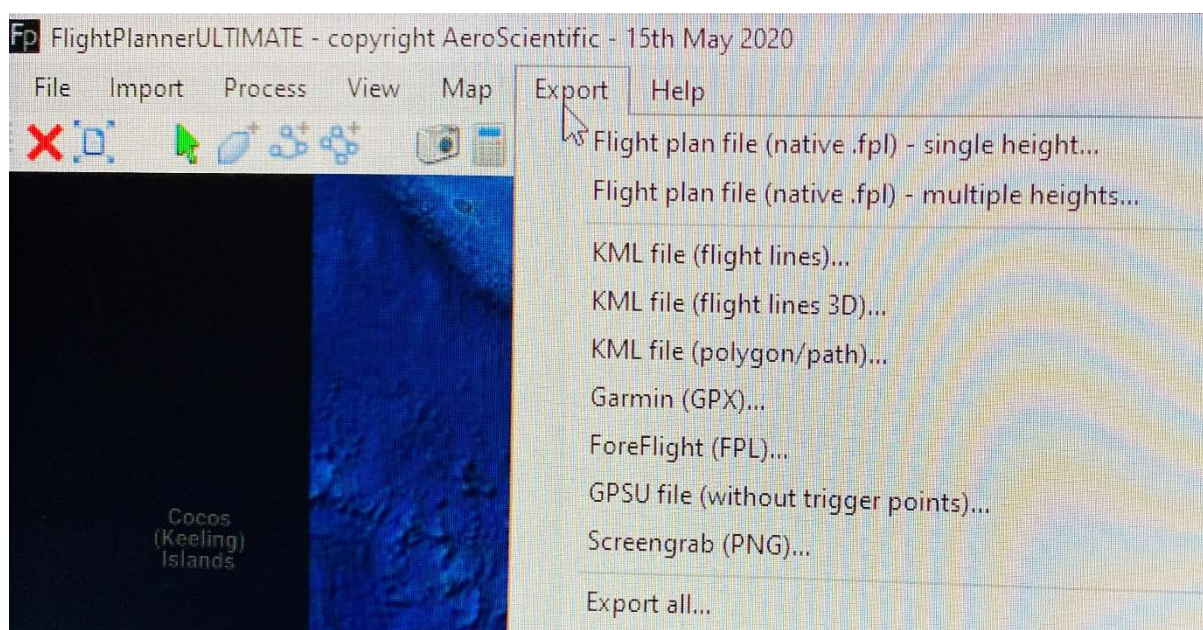 Fp FlightPlannerULTIMATE - copyright AeroScientific - 15th May 2020
File Import Process View Map Export Help
Flight plan file (native .fpl) - single height...
Flight plan file (native .fpl) - multiple heights...
KML file (flight lines)...
KML file (flight lines 3D)...
KML file (polygon/path)...
Garmin (GPX)...
ForeFlight (FPL)...
GPSU file (without trigger points)...
Screengrab (PNG)...
Export all...
Cocos
(Keeling)
Islands